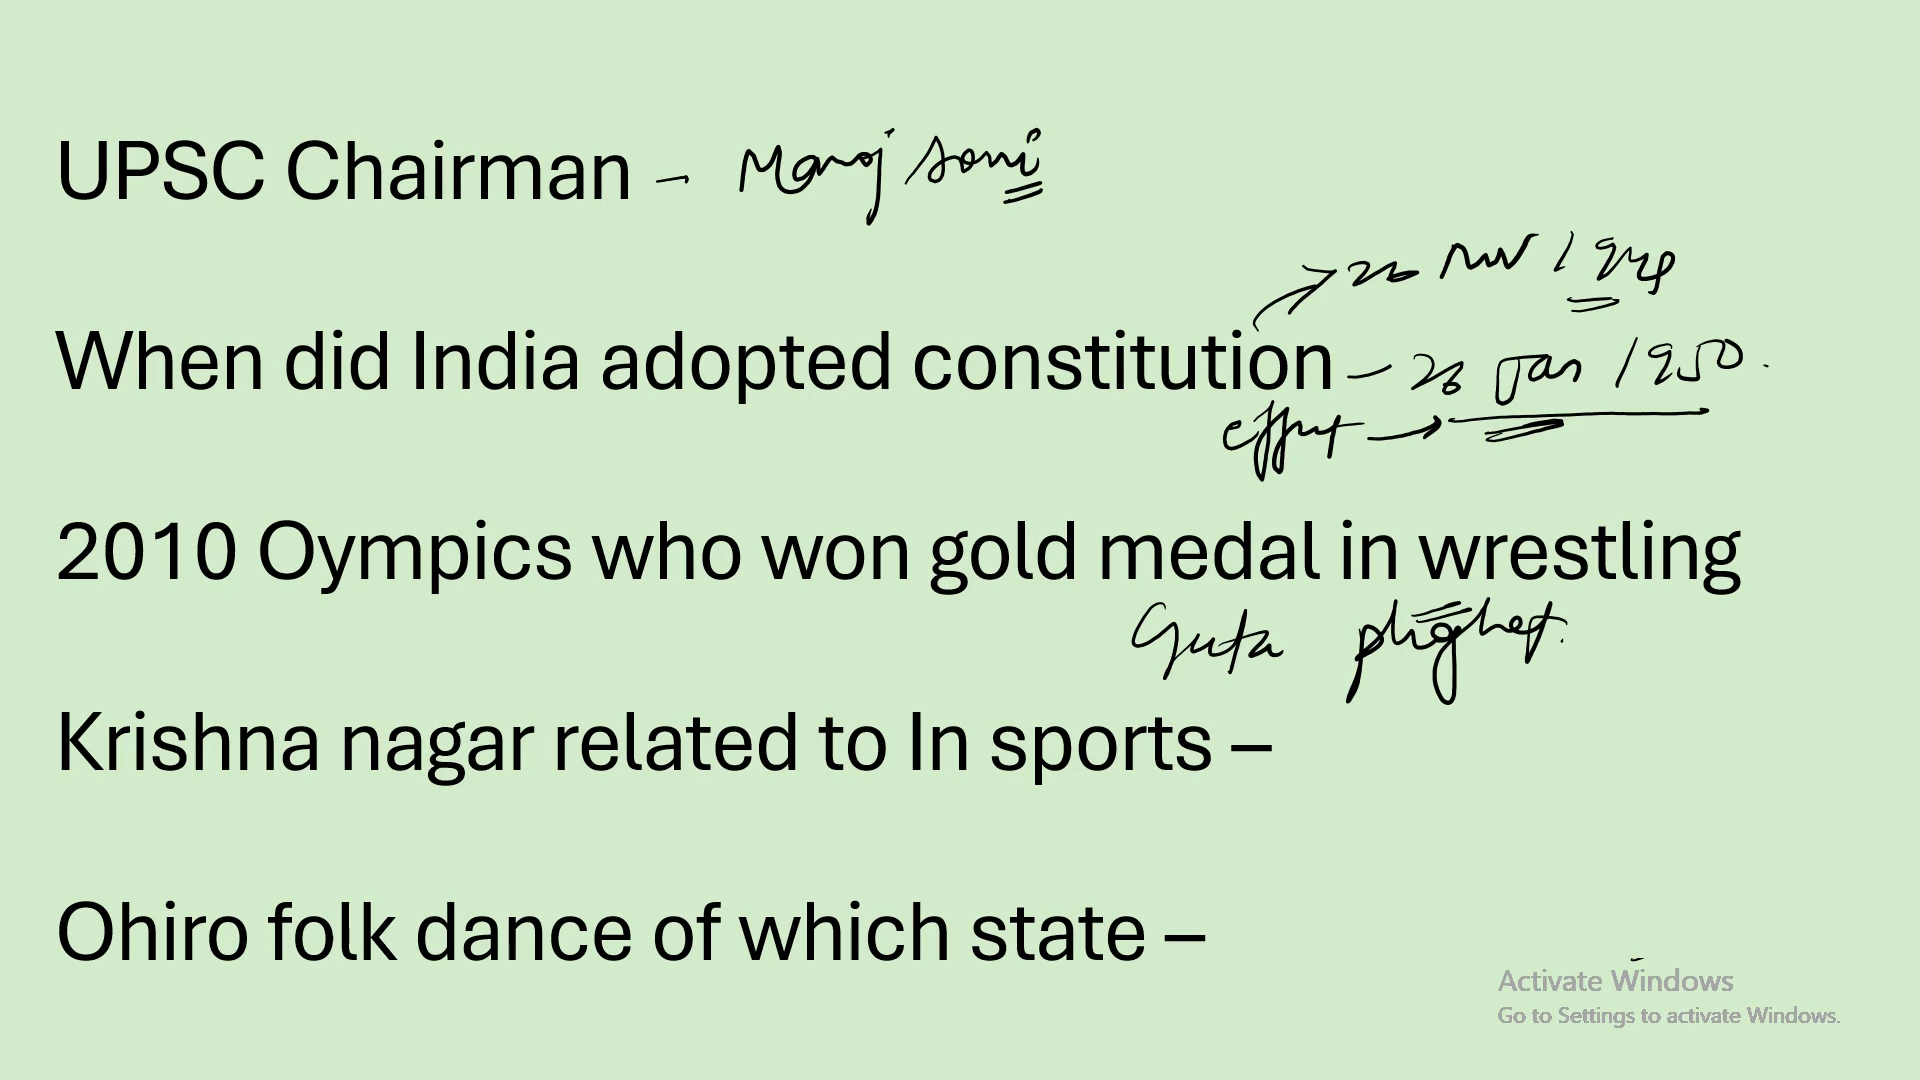 UPSC Chairman - Manoj Soni
26 Nov 1949
When did India adopted constitution - 26 Jan 1950.
effect →
2010 Oympics who won gold medal in wrestling
Guta phoghat.
Krishna nagar related to In sports –
Ohiro folk dance of which state –
Activate Windows
Go to Settings to activate Windows.